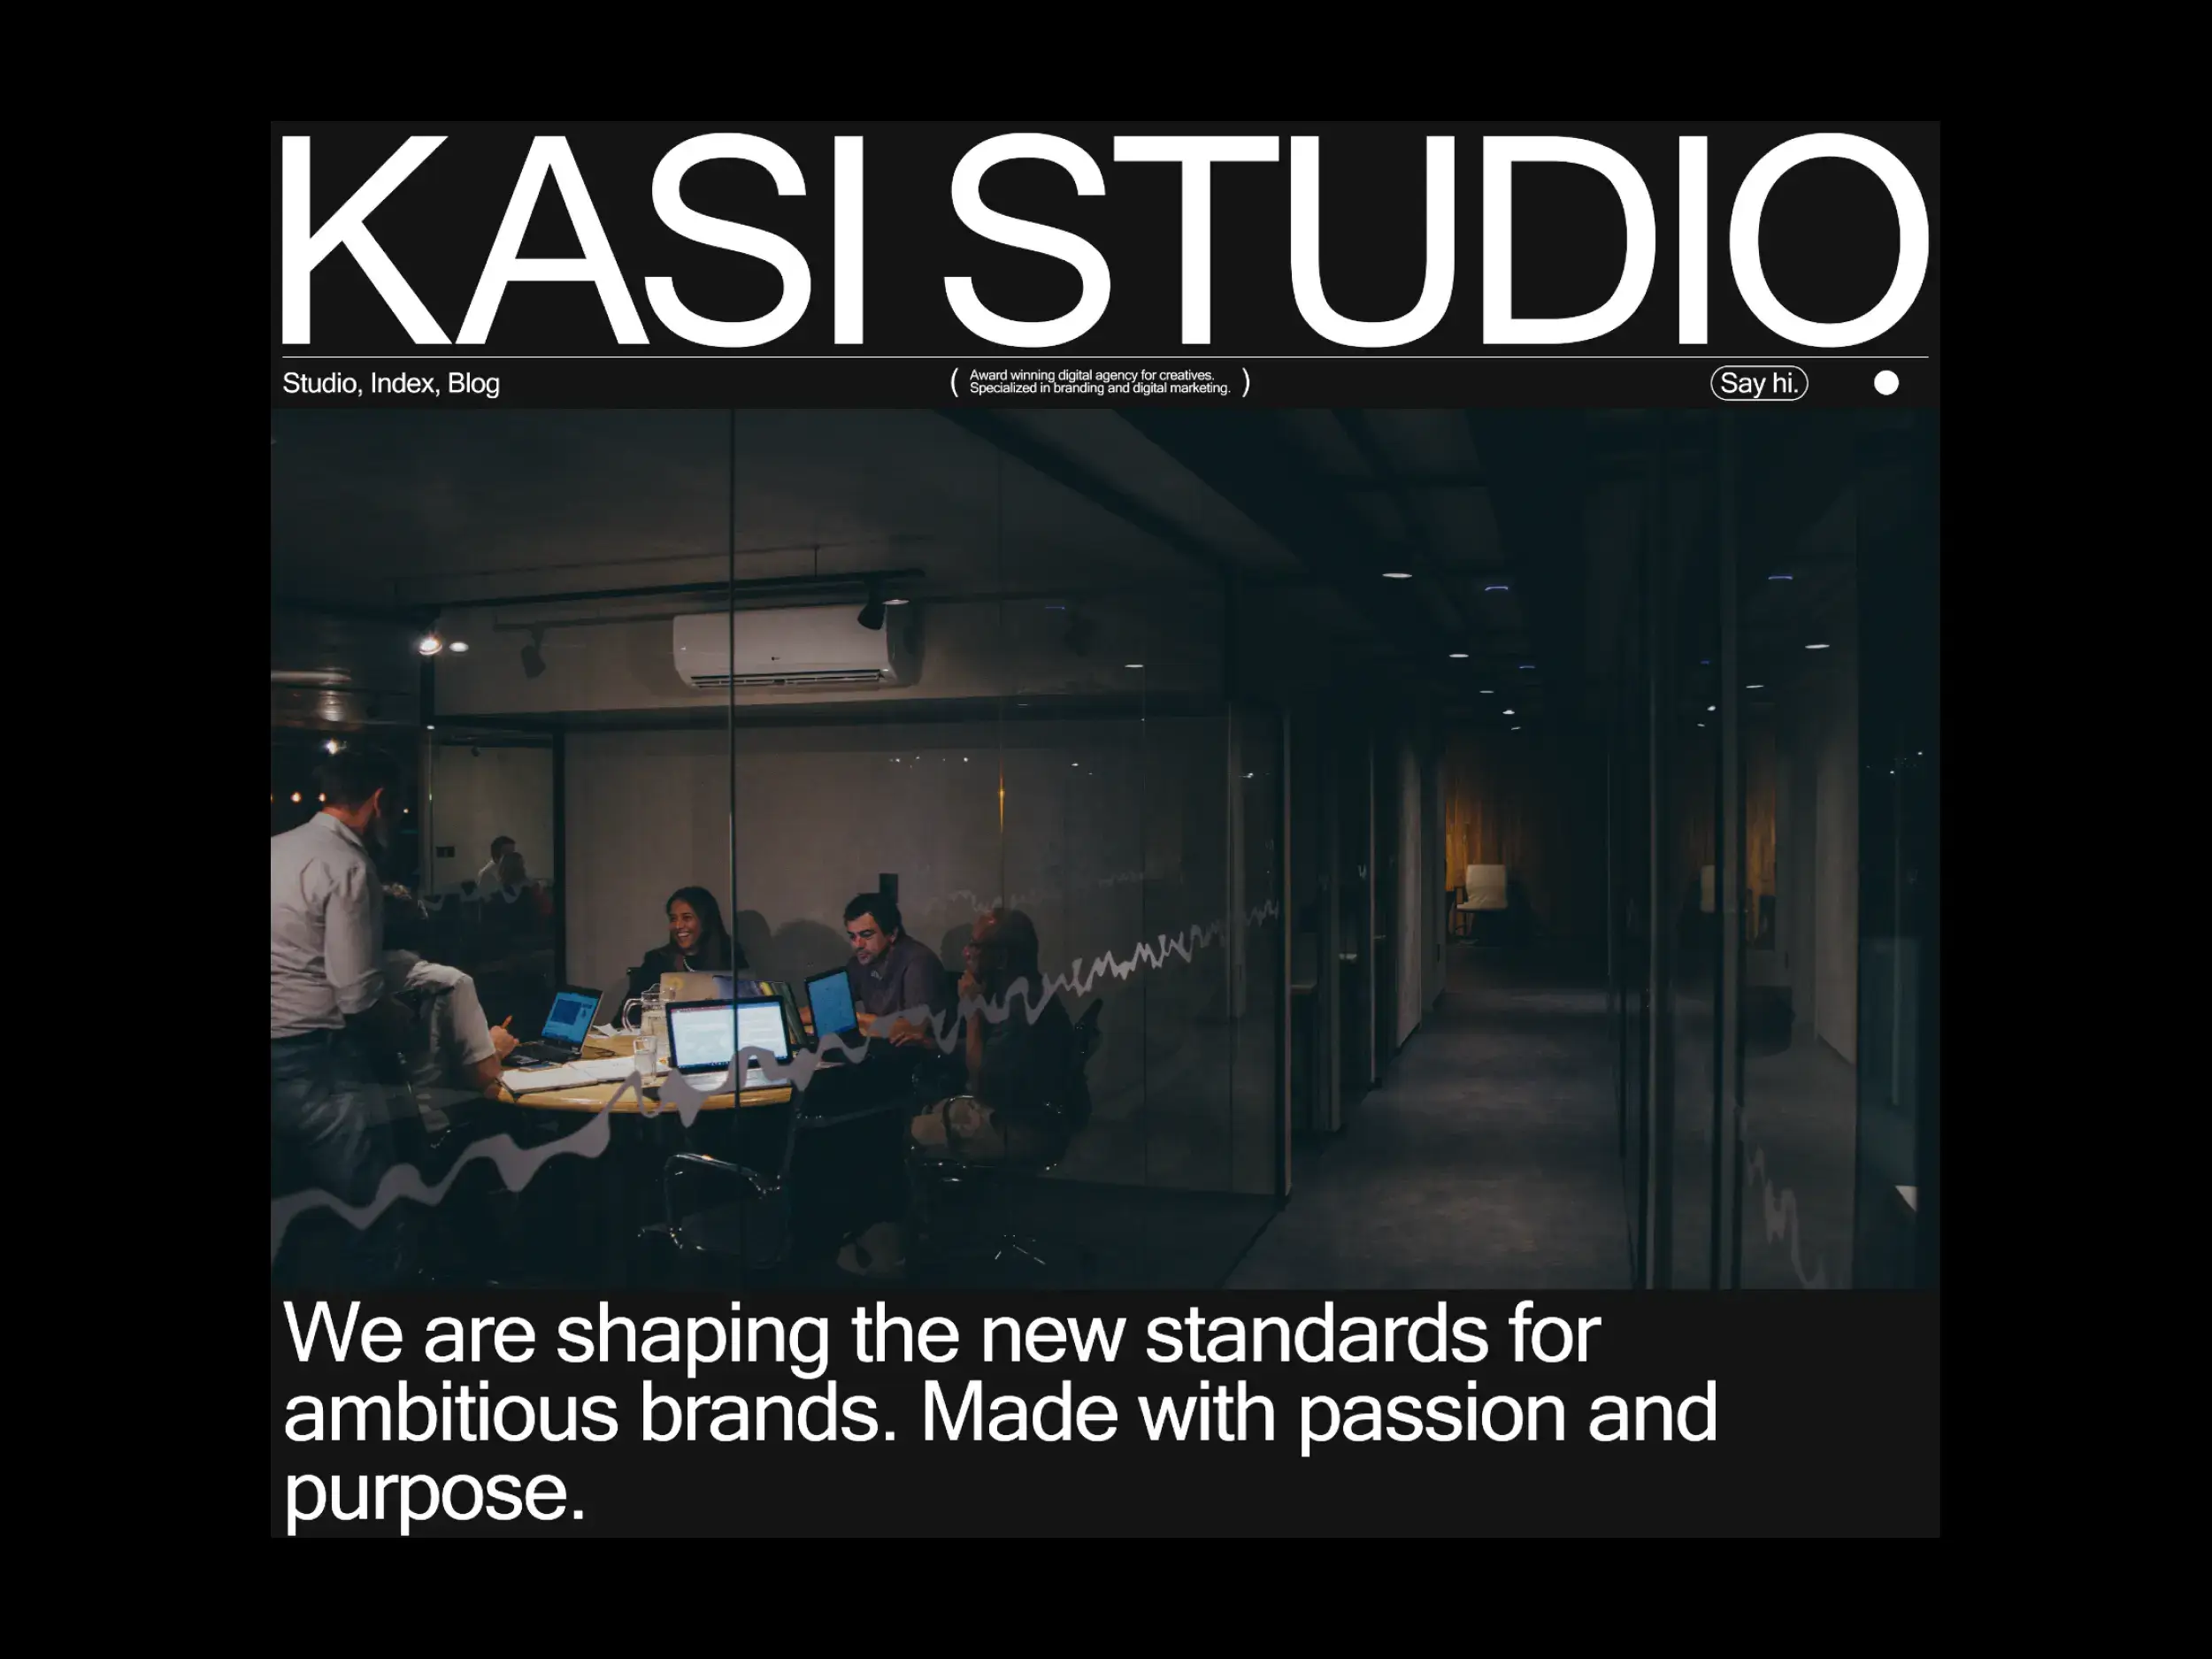 KASI STUDIO
Studio, Index, Blog
( Award winning digital agency for creatives.
Specialized in branding and digital marketing. )
Say hi.
We are shaping the new standards for
ambitious brands. Made with passion and
purpose.